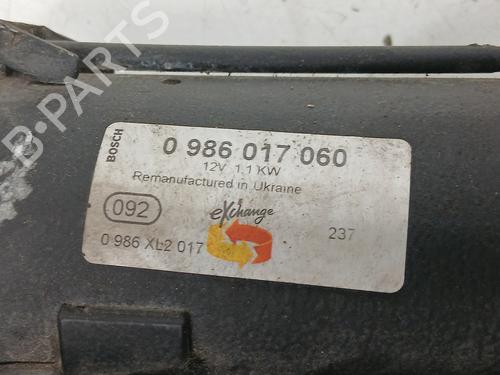 BOSCH
0 986 017 060
12V 1.1 KW
Remanufactured in Ukraine
092
eXchange
0 986 XL2 017
237
B-PARTS